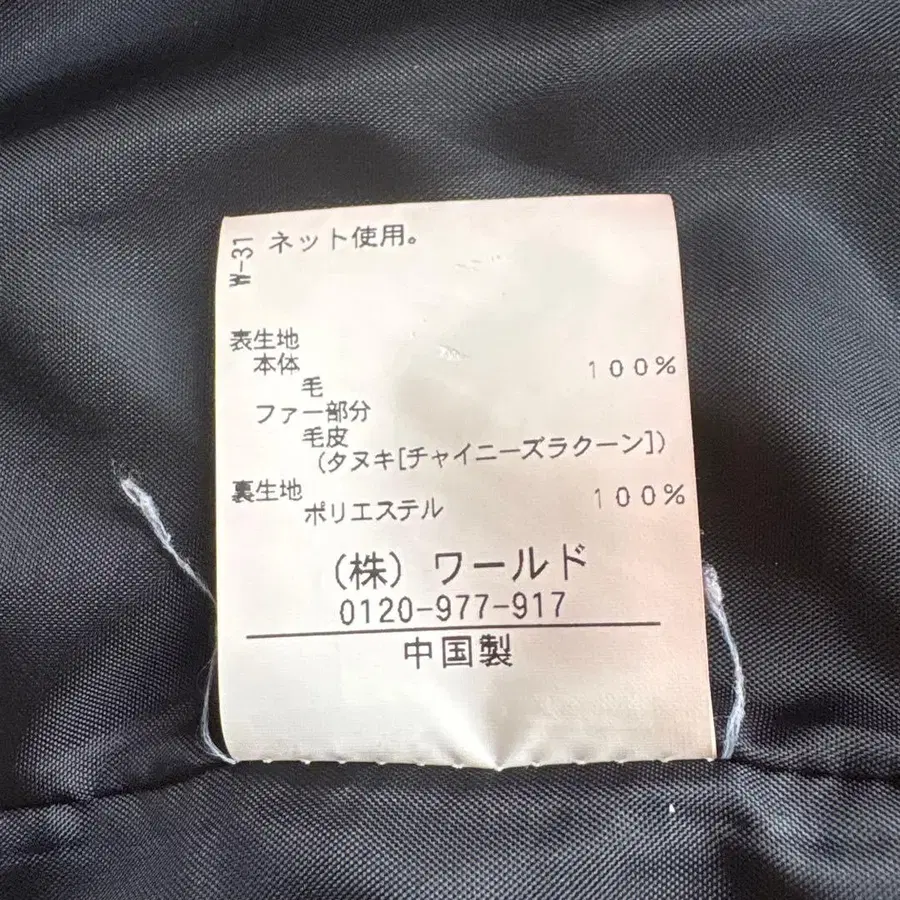 W-31
ネット使用。
表生地
本体
毛 100%
ファー部分
毛皮
(タヌキ[チャイニーズラクーン])
裏生地
ポリエステル 100%
(株) ワールド
0120-977-917
中国製